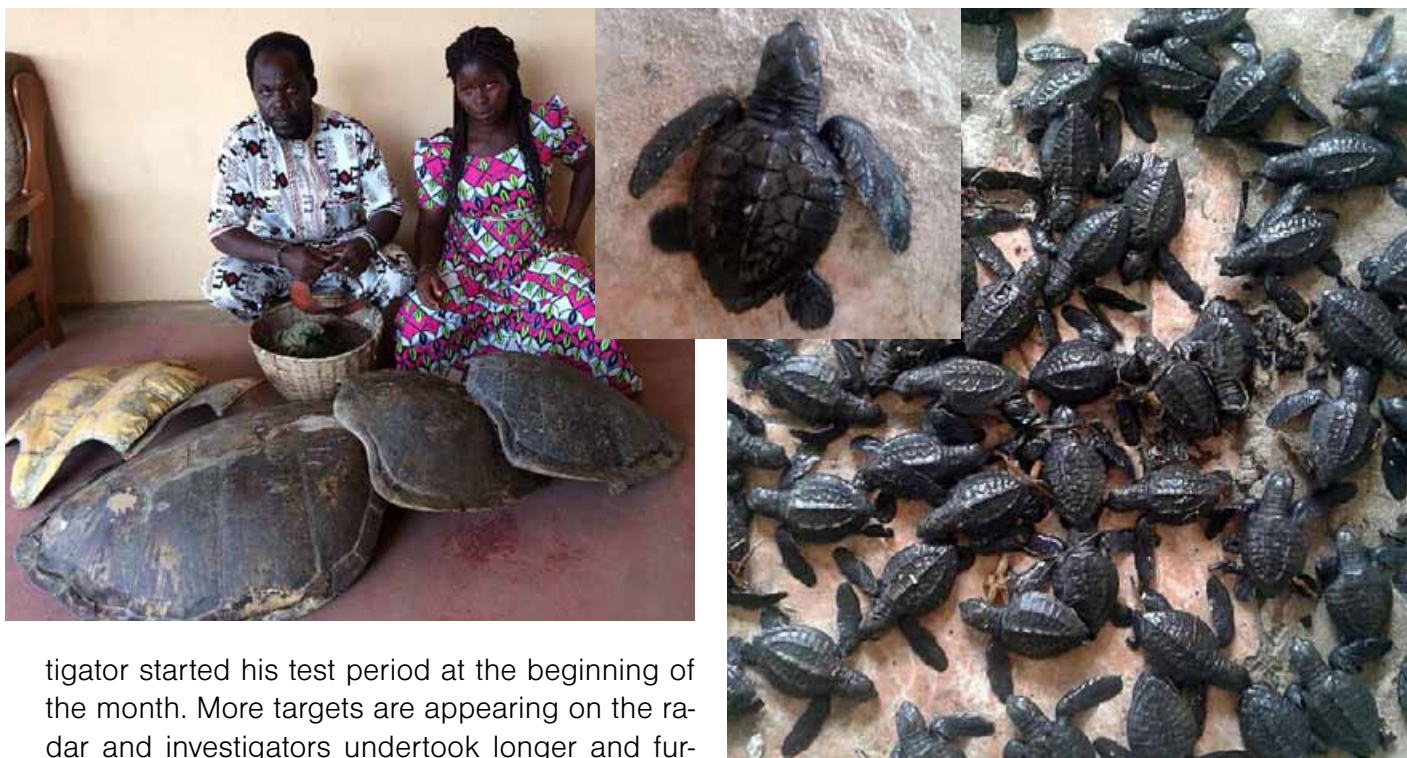 tigator started his test period at the beginning of
the month. More targets are appearing on the ra-
dar and investigators undertook longer and fur-